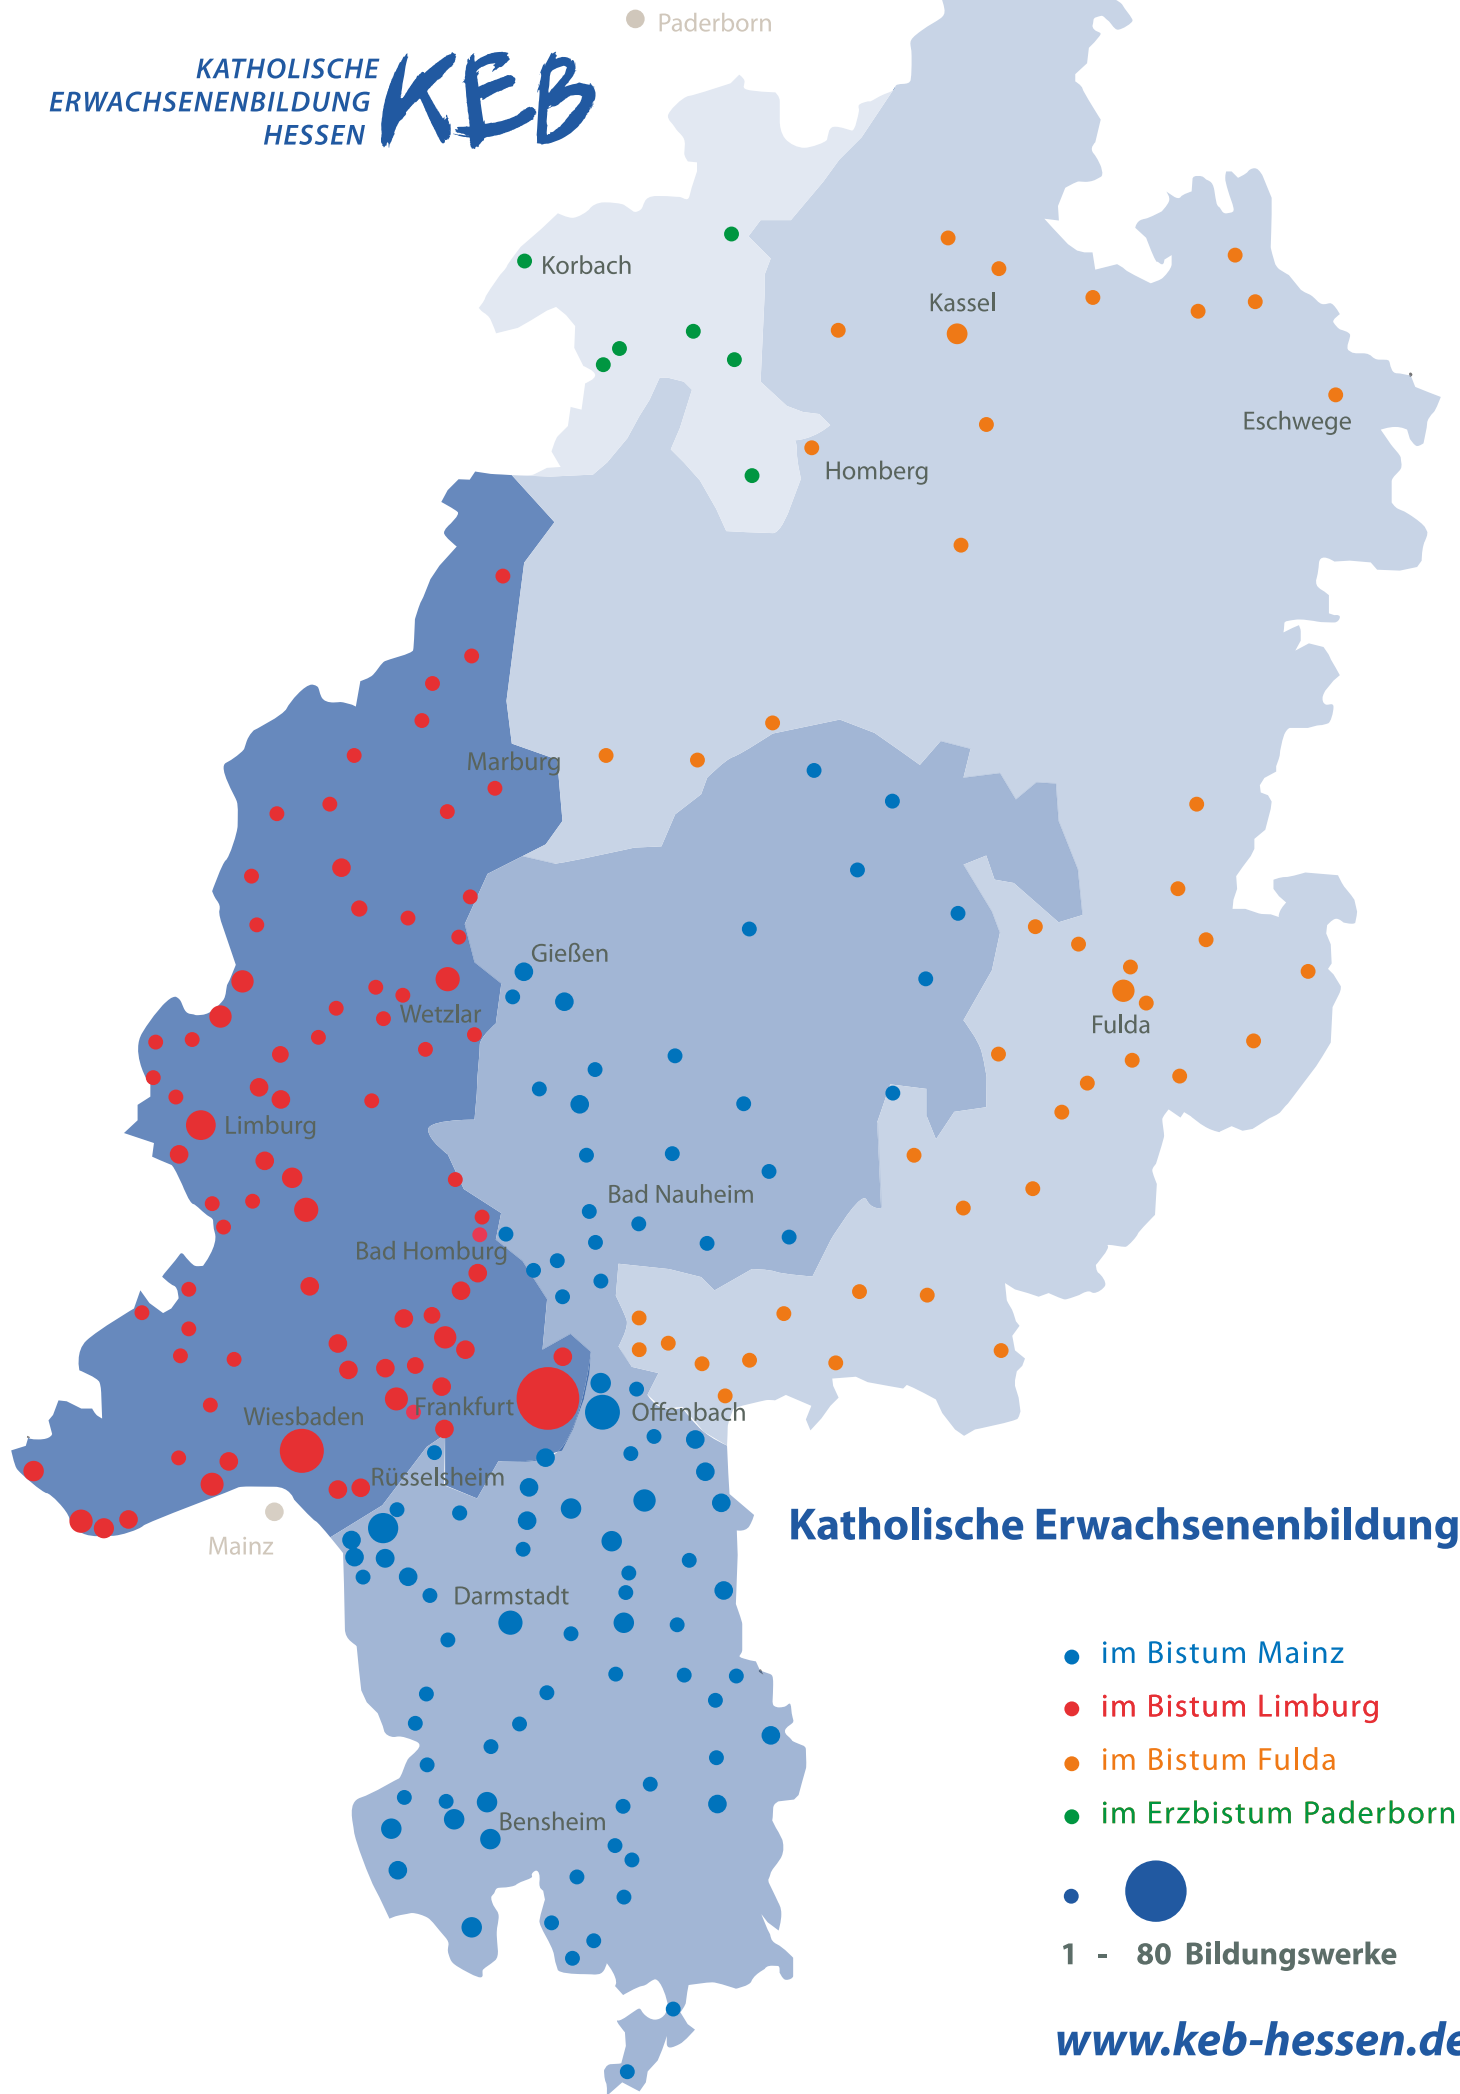 Paderborn
KATHOLISCHE
ERWACHSENENBILDUNG
HESSEN
KEB
Korbach
Kassel
Eschwege
Homberg
Marburg
Gießen
Wetzlar
Fulda
Limburg
Bad Nauheim
Bad Homburg
Frankfurt
Offenbach
Wiesbaden
Rüsselsheim
Mainz
Katholische Erwachsenenbildung
Darmstadt
im Bistum Mainz
im Bistum Limburg
im Bistum Fulda
im Erzbistum Paderborn
Bensheim
1 - 80 Bildungswerke
www.keb-hessen.de